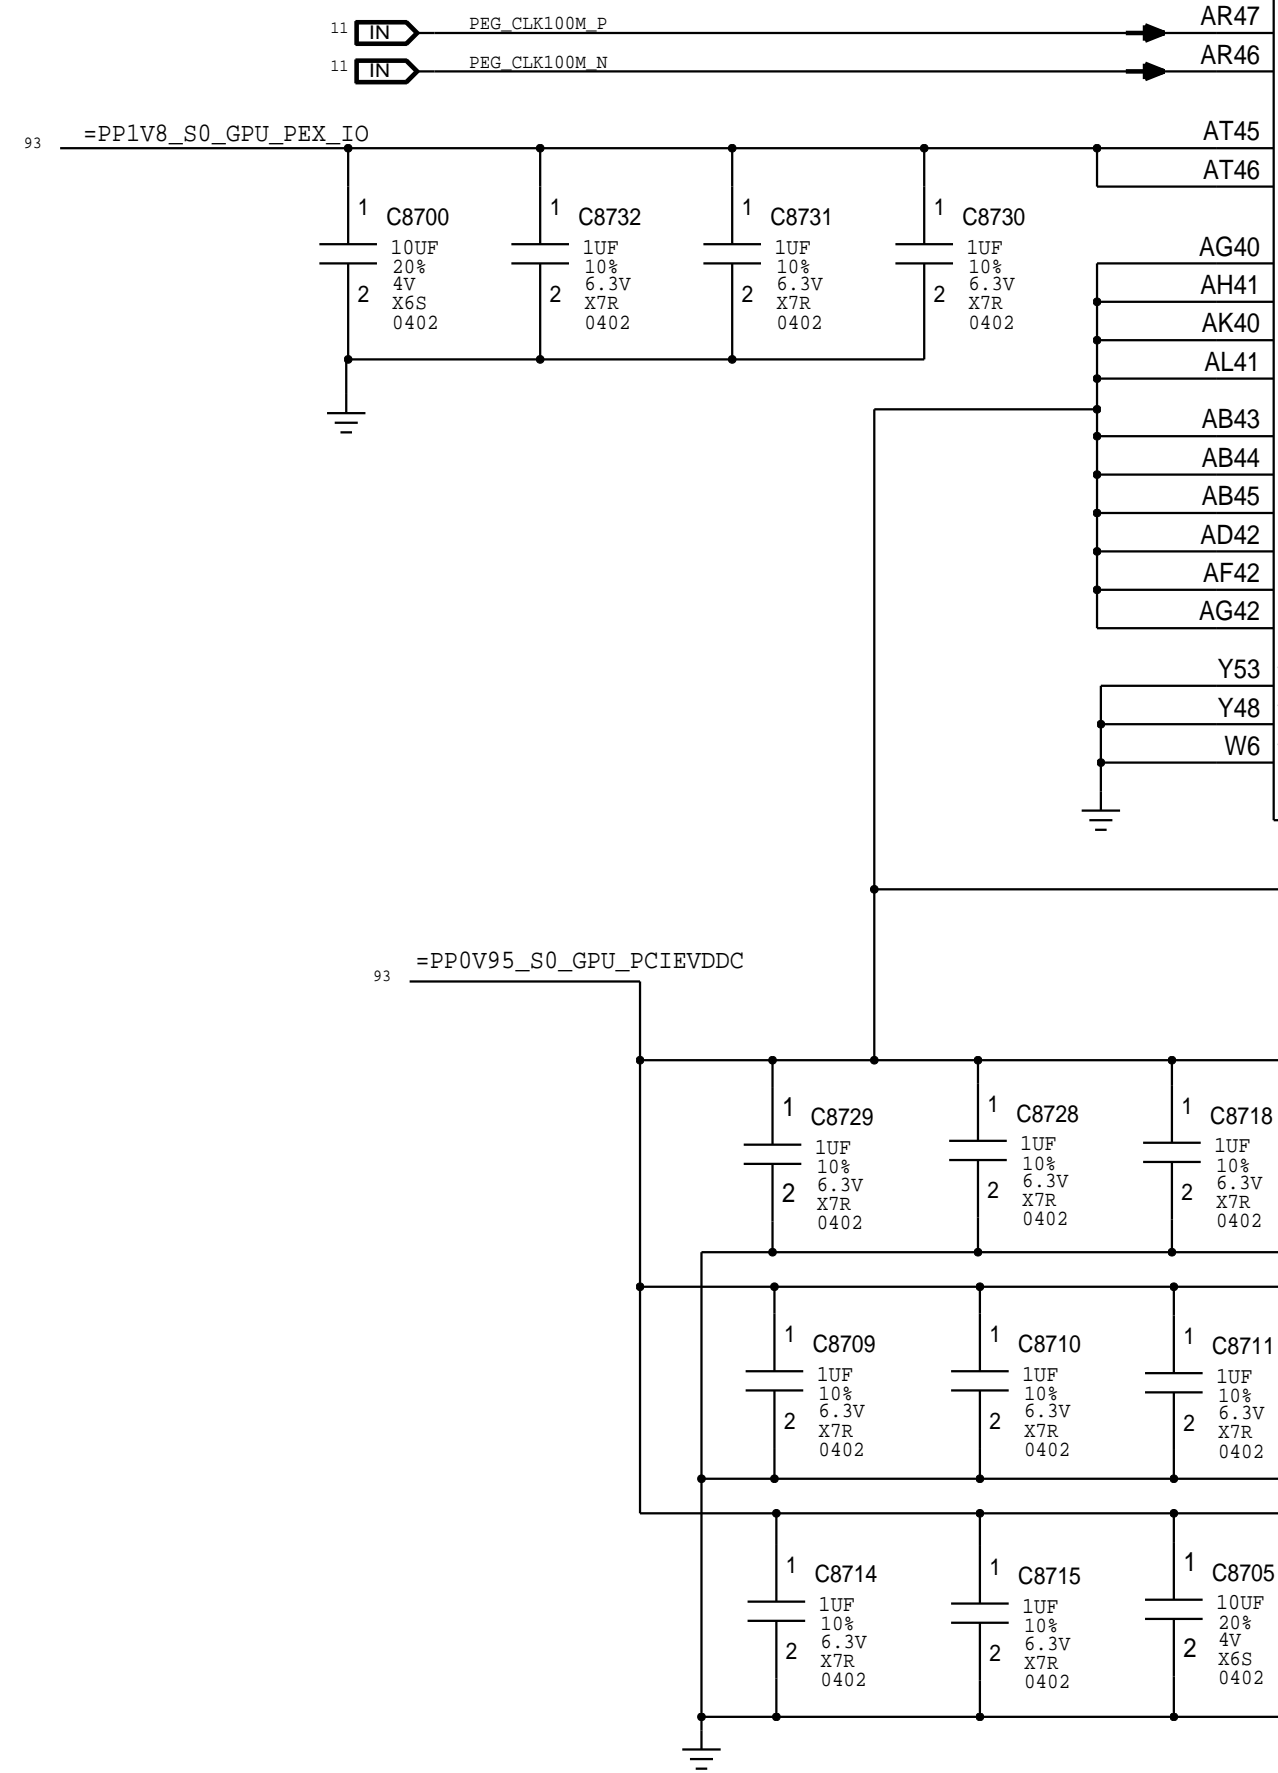 11 IN PEG_CLK100M_P AR47
11 IN PEG_CLK100M_N AR46
93 =PP1V8_S0_GPU_PEX_IO AT45
AT46
1 C8700
10UF
20%
4V
2 X6S
0402
1 C8732
1UF
10%
6.3V
2 X7R
0402
1 C8731
1UF
10%
6.3V
2 X7R
0402
1 C8730
1UF
10%
6.3V
2 X7R
0402
AG40
AH41
AK40
AL41
AB43
AB44
AB45
AD42
AF42
AG42
Y53
Y48
W6
93 =PP0V95_S0_GPU_PCIEVDDC
1 C8729
1UF
10%
6.3V
2 X7R
0402
1 C8728
1UF
10%
6.3V
2 X7R
0402
1 C8718
1UF
10%
6.3V
2 X7R
0402
1 C8709
1UF
10%
6.3V
2 X7R
0402
1 C8710
1UF
10%
6.3V
2 X7R
0402
1 C8711
1UF
10%
6.3V
2 X7R
0402
1 C8714
1UF
10%
6.3V
2 X7R
0402
1 C8715
1UF
10%
6.3V
2 X7R
0402
1 C8705
10UF
20%
4V
2 X6S
0402